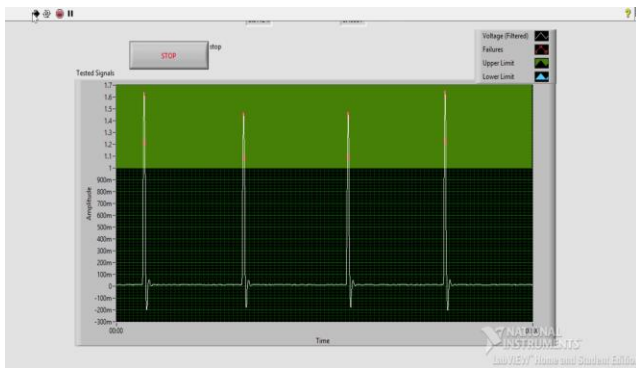 ?
STOP
stop
Voltage (Filtered)
Failures
Upper Limit
Lower Limit
Tested Signals
1.7
1.6
1.5
1.4
1.3
1.2
1.1
1
900m
800m
700m
600m
500m
400m
300m
200m
100m
0
-100m
-200m
-300m
Amplitude
00:00
Time
NATIONAL
INSTRUMENTS
LabVIEW™ Home and Student Edition